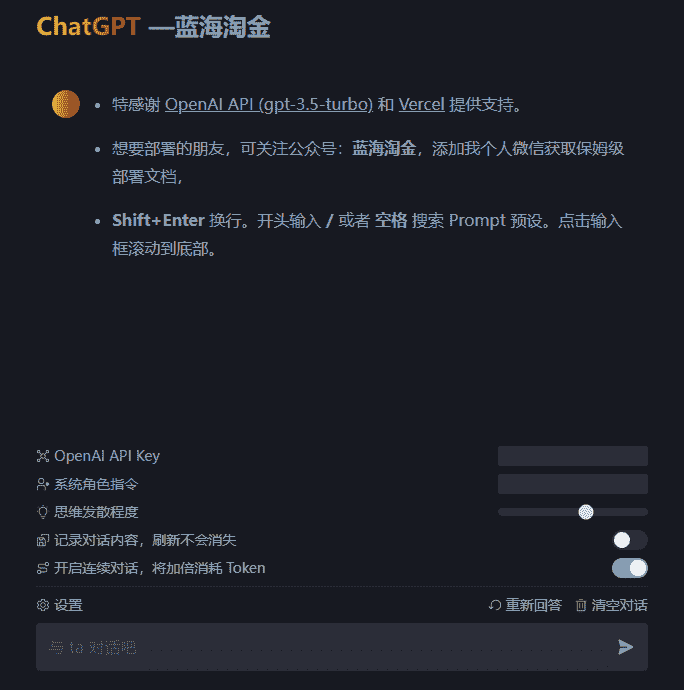 ChatGPT —蓝海淘金
特感谢 OpenAI API (gpt-3.5-turbo) 和 Vercel 提供支持。
想要部署的朋友，可关注公众号：蓝海淘金，添加我个人微信获取保姆级
部署文档，
Shift+Enter 换行。开头输入 / 或者 空格 搜索 Prompt 预设。点击输入
框滚动到底部。
OpenAI API Key
系统角色指令
思维发散程度
记录对话内容，刷新不会消失
开启连续对话，将加倍消耗 Token
设置 重新回答 清空对话
与 ta 对话吧